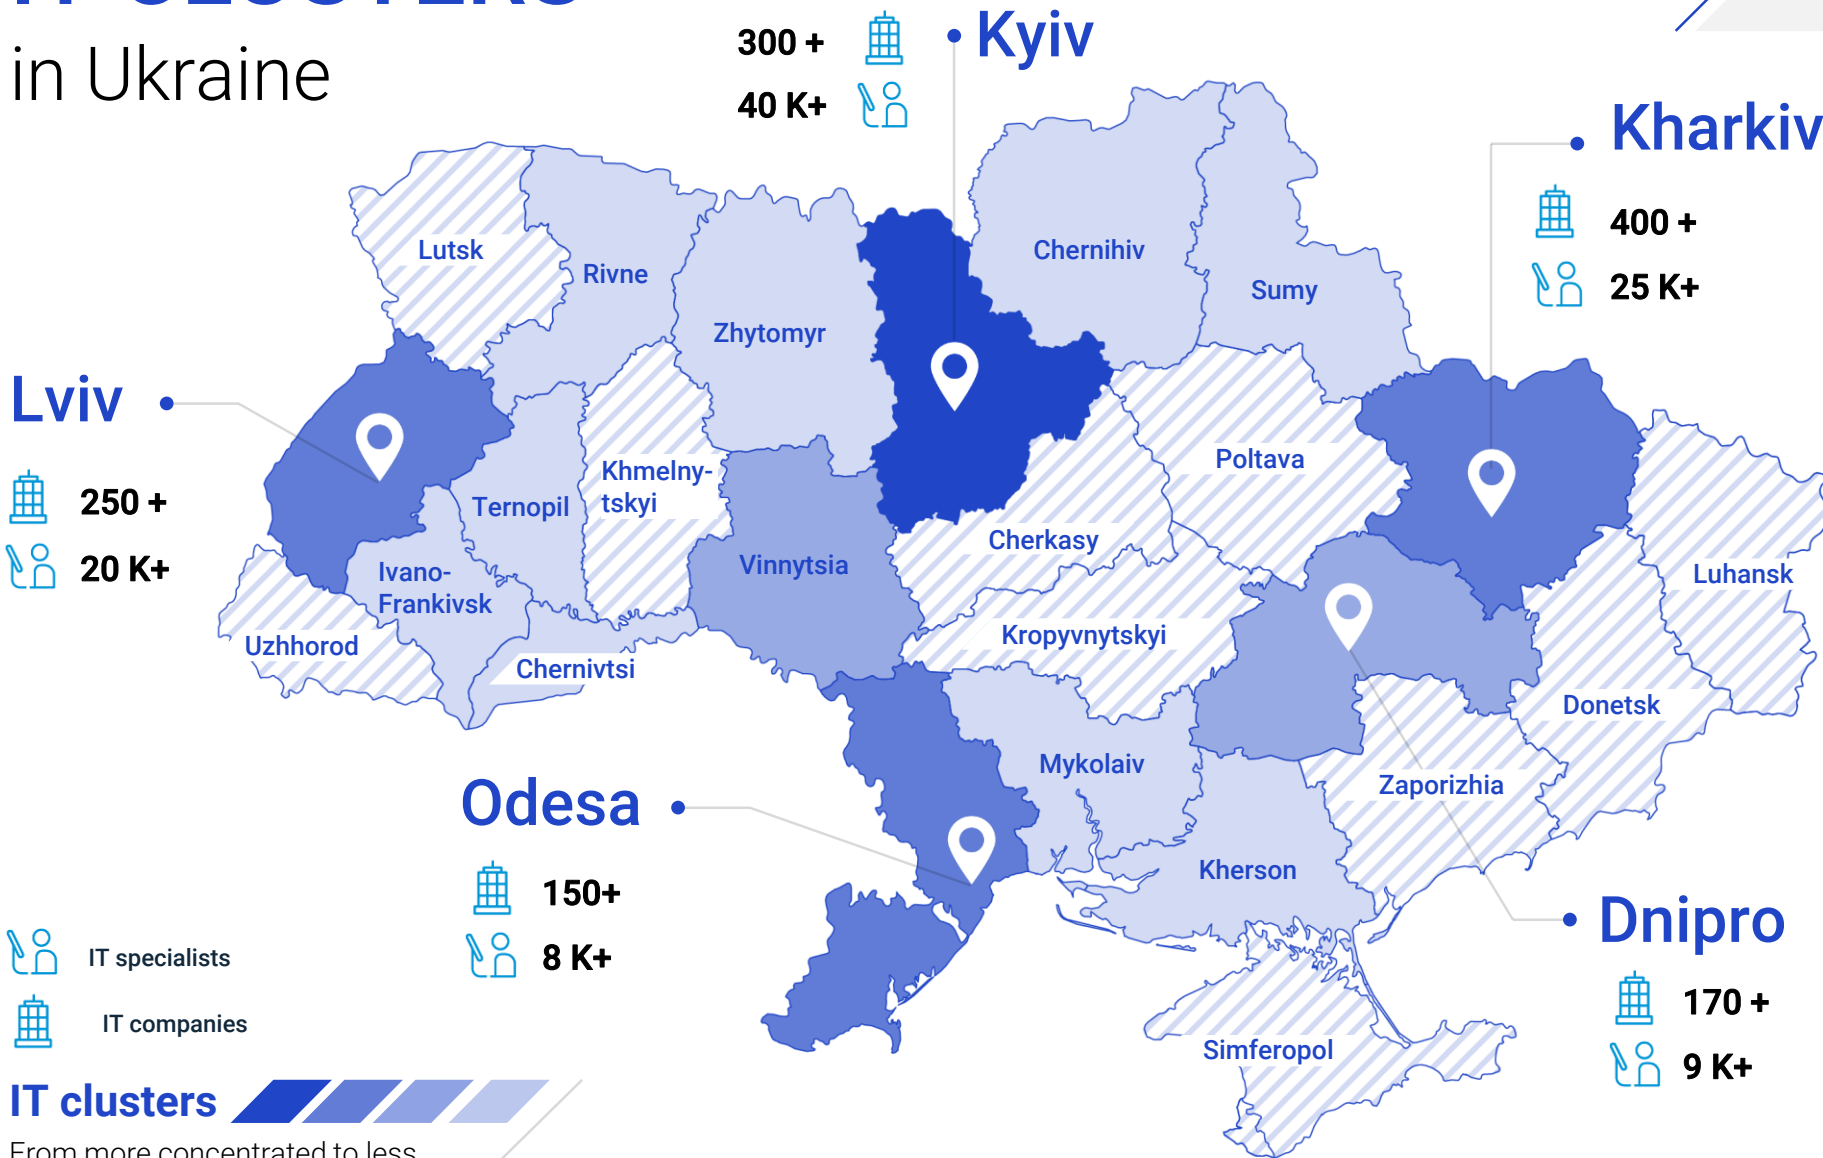 IT CLUSTERS
in Ukraine
300 +
40 K+
Kyiv
Kharkiv
400 +
25 K+
Lviv
250 +
20 K+
Lutsk
Rivne
Zhytomyr
Chernihiv
Sumy
Ternopil
Khmelny-
tskyi
Vinnytsia
Cherkasy
Poltava
Luhansk
Ivano-
Frankivsk
Uzhhorod
Chernivtsi
Kropyvnytskyi
Donetsk
Mykolaiv
Zaporizhia
Kherson
Simferopol
Odesa
150+
8 K+
Dnipro
170 +
9 K+
IT specialists
IT companies
IT clusters
From more concentrated to less